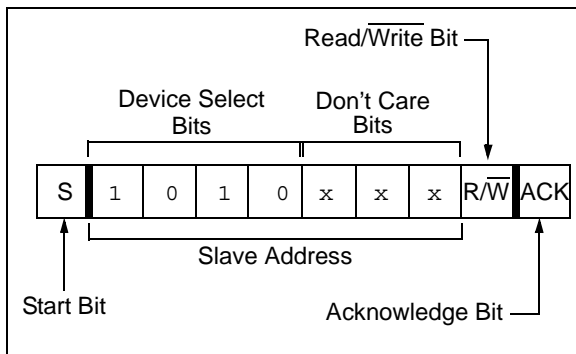 Read/Write Bit
Device Select Bits
Don't Care Bits
S 1 0 1 0 x x x R/W ACK
Slave Address
Start Bit
Acknowledge Bit